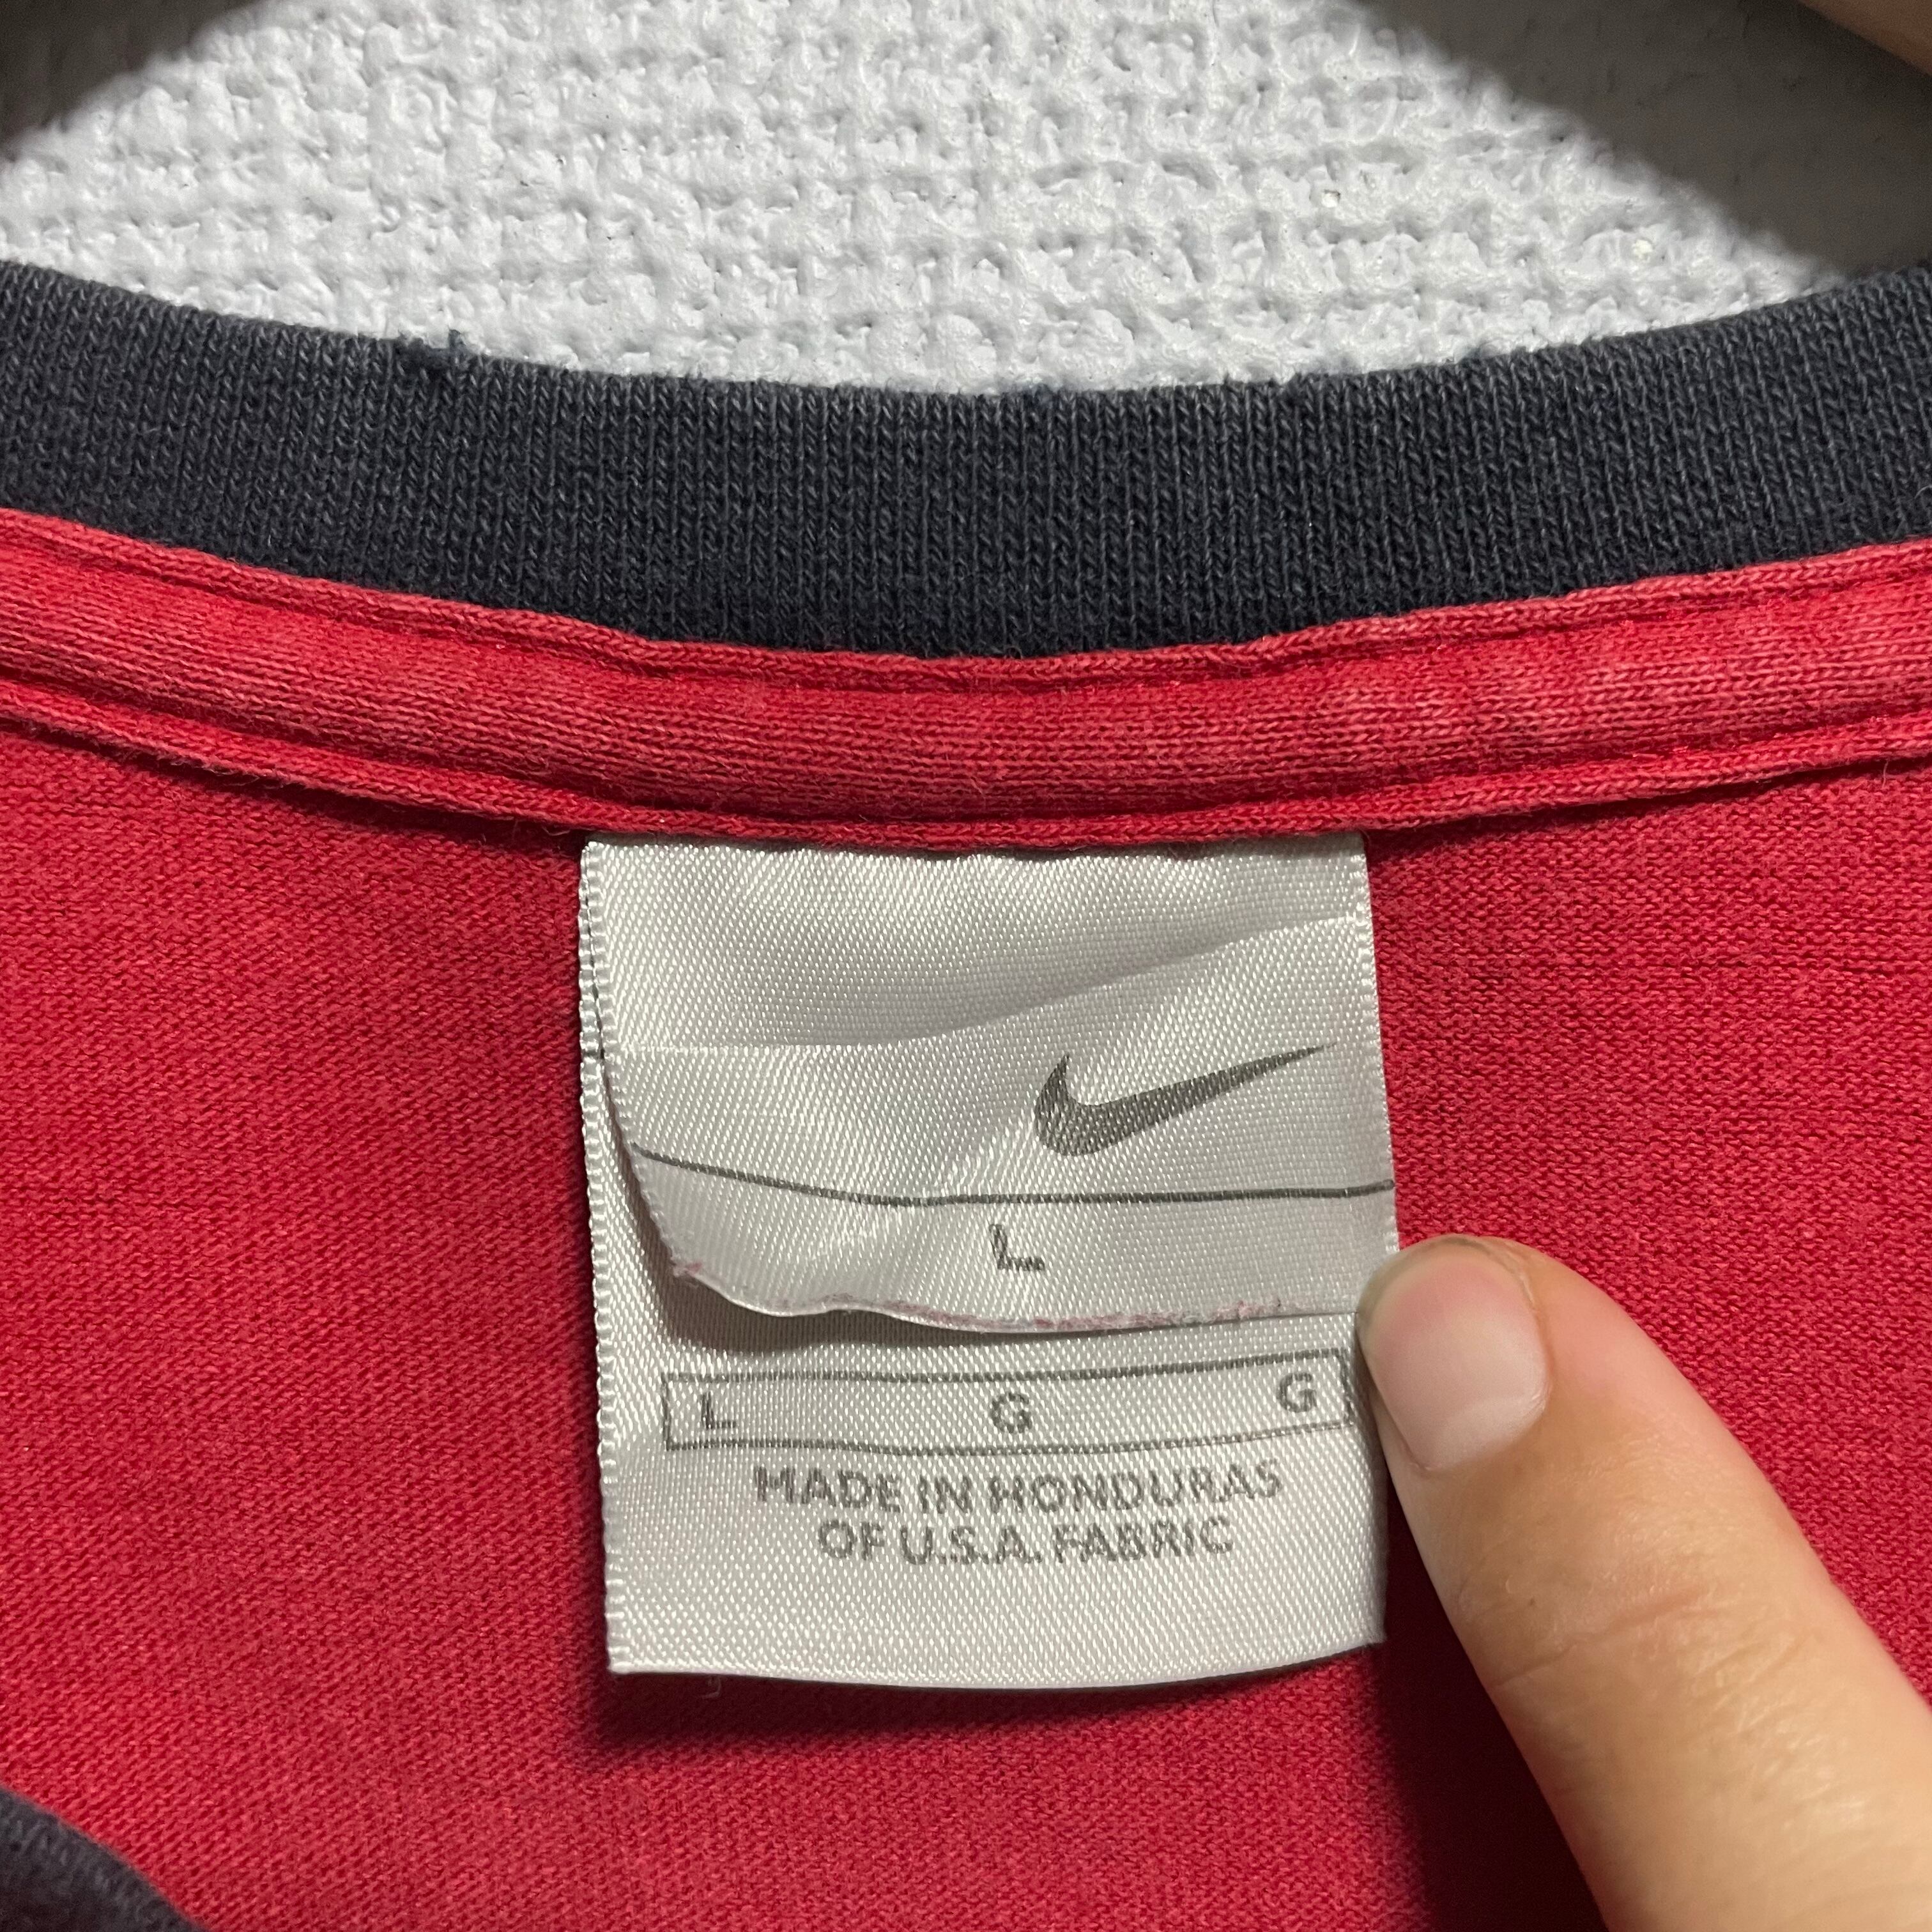 L
L G G
MADE IN HONDURAS
OF U.S.A. FABRIC